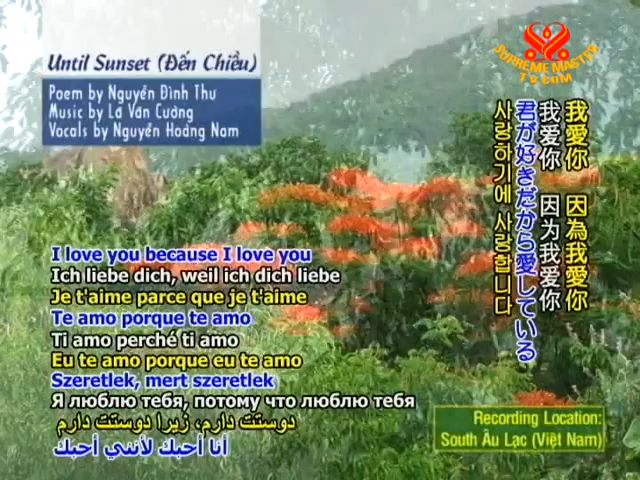 Until Sunset (Đến Chiều)
Poem by Nguyễn Đình Thư
Music by Lã Văn Cường
Vocals by Nguyễn Hoàng Nam
SUPREME MASTER
TV.COM
我愛你 因為我愛你
我爱你 因为我爱你
君が好きだから愛している
사랑하기에 사랑합니다
I love you because I love you
Ich liebe dich, weil ich dich liebe
Je t'aime parce que je t'aime
Te amo porque te amo
Ti amo perché ti amo
Eu te amo porque eu te amo
Szeretlek, mert szeretlek
Я люблю тебя, потому что люблю тебя
دوستت دارم، زیرا دوستت دارم
أنا أحبك لأنني أحبك
Recording Location:
South Âu Lạc (Việt Nam)